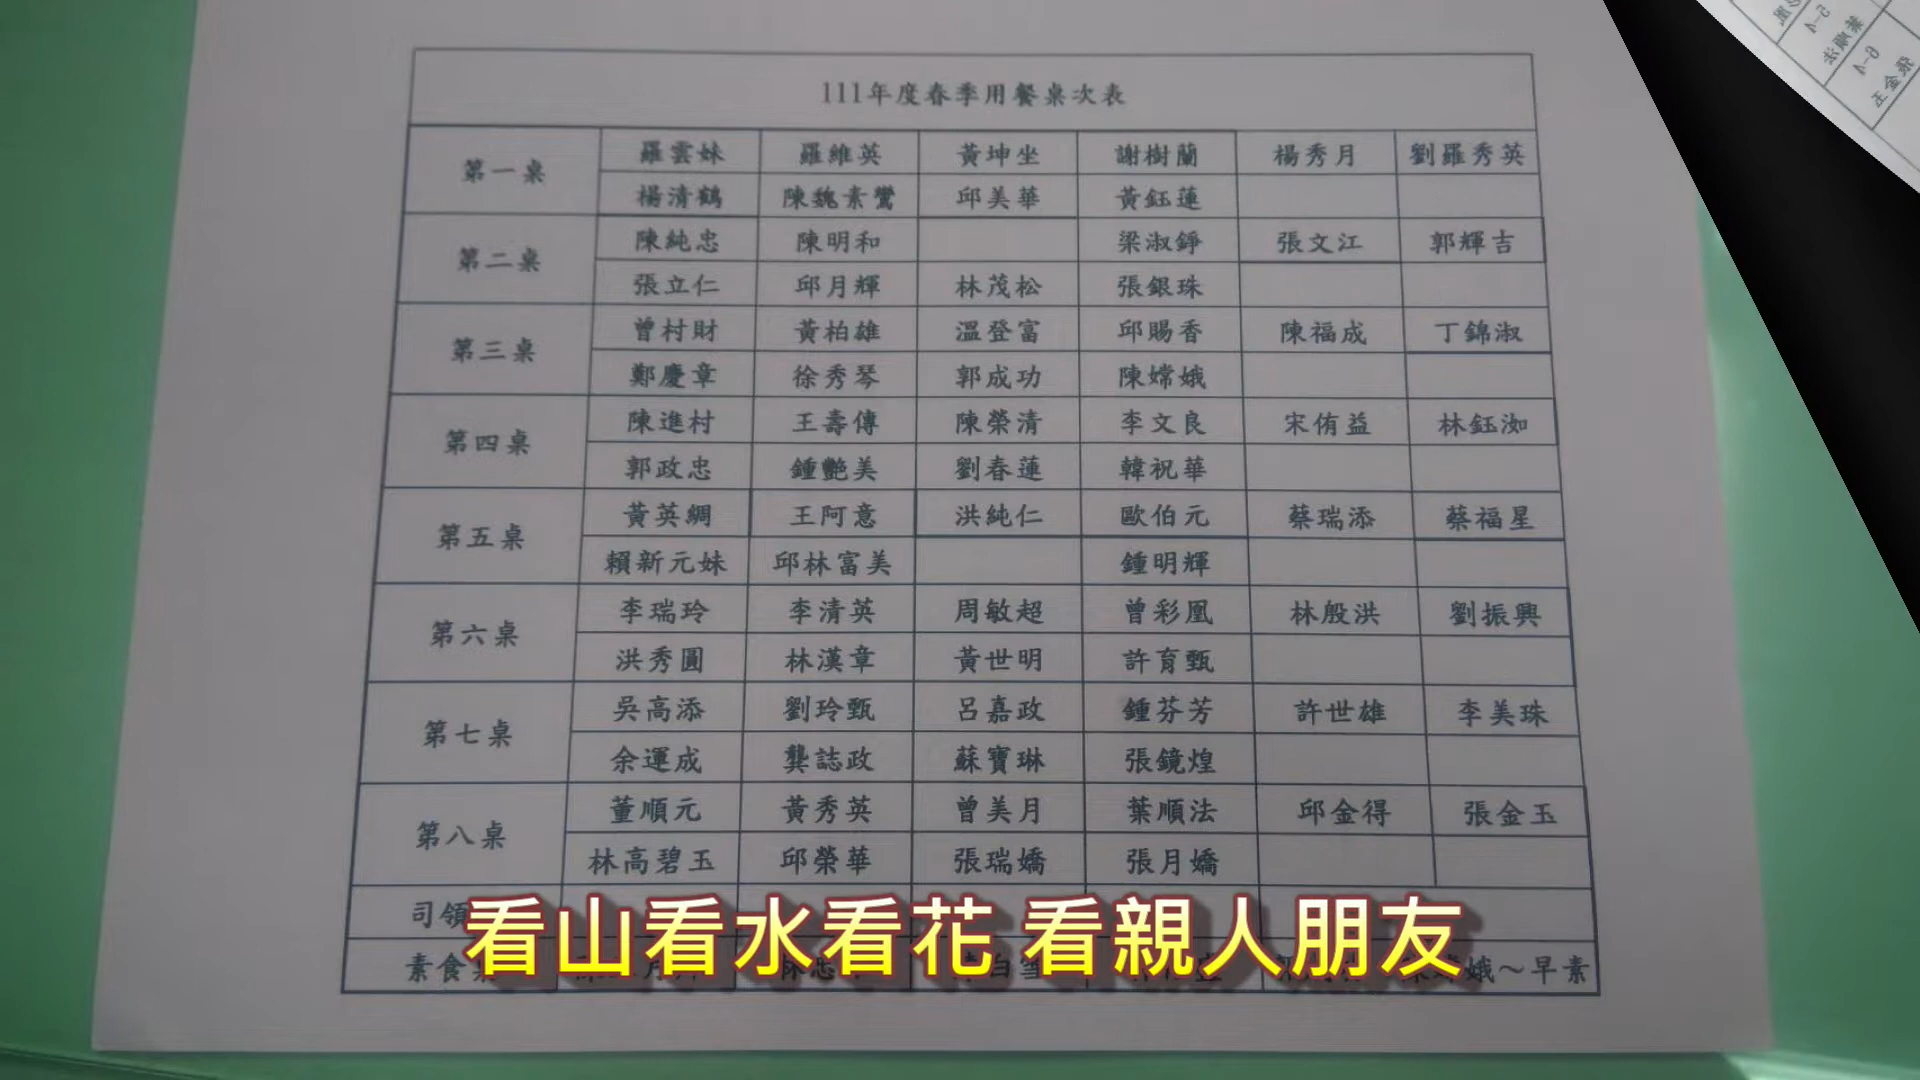 111年度春季用餐桌次表
第一桌 羅雲妹 羅維英 黃坤坐 謝樹蘭 楊秀月 劉羅秀英
楊清鶴 陳魏素鸞 邱美華 黃鈺蓮
第二桌 陳純忠 陳明和 梁淑錚 張文江 郭輝吉
張立仁 邱月輝 林茂松 張銀珠
第三桌 曾村財 黃柏雄 溫登富 邱賜香 陳福成 丁錦淑
鄭慶章 徐秀琴 郭成功 陳嫦娥
第四桌 陳進村 王壽傳 陳榮清 李文良 宋侑益 林鈺洳
郭政忠 鍾艷美 劉春蓮 韓祝華
第五桌 黃英綢 王阿意 洪純仁 歐伯元 蔡瑞添 蔡福星
賴新元妹 邱林富美 鍾明輝
第六桌 李瑞玲 李清英 周敏超 曾彩凰 林殷洪 劉振興
洪秀圓 林漢章 黃世明 許育甄
第七桌 吳高添 劉玲甄 呂嘉政 鍾芬芳 許世雄 李美珠
余運成 龔誌政 蘇寶琳 張鏡煌
第八桌 董順元 黃秀英 曾美月 葉順法 邱金得 張金玉
林高碧玉 邱榮華 張瑞嬌 張月嬌
司領
素食 娥～早素
看山看水看花 看親人朋友